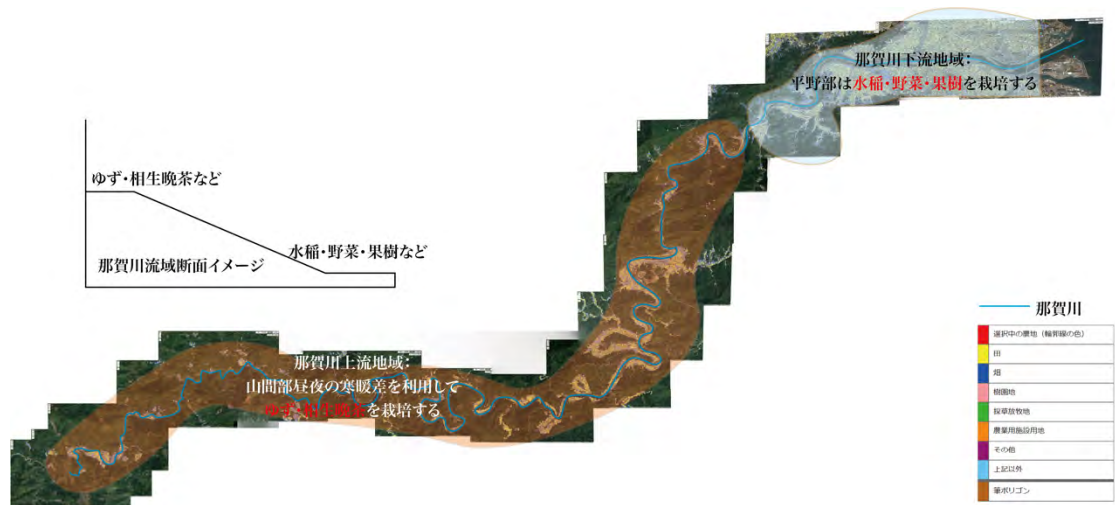 那賀川下流地域：
平野部は水稲・野菜・果樹を栽培する
ゆず・相生晩茶など
水稲・野菜・果樹など
那賀川流域断面イメージ
那賀川上流地域：
山間部昼夜の寒暖差を利用して
ゆず・相生晩茶を栽培する
那賀川
選択中の農地（輪郭線の色）
田
畑
樹園地
採草放牧地
農業用施設用地
その他
上記以外
筆ポリゴン